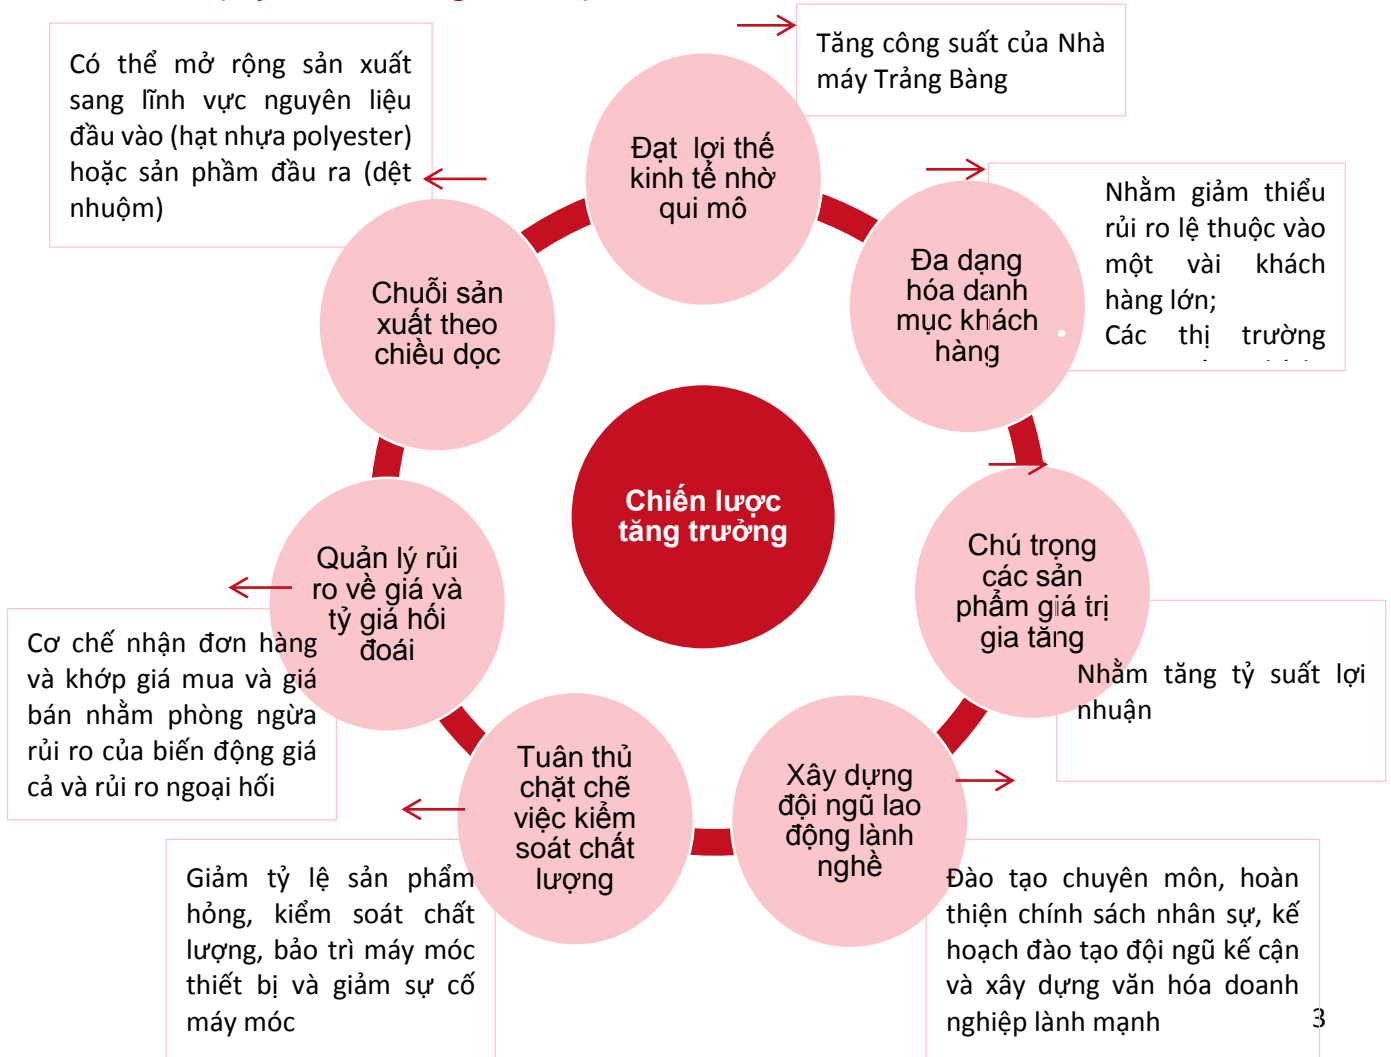 Có thể mở rộng sản xuất
sang lĩnh vực nguyên liệu
đầu vào (hạt nhựa polyester)
hoặc sản phầm đầu ra (dệt
nhuộm)
Tăng công suất của Nhà
máy Trảng Bàng
Đạt lợi thế
kinh tế nhờ
qui mô
Nhằm giảm thiểu
rủi ro lệ thuộc vào
một vài khách
hàng lớn;
Các thị trường
Đa dạng
hóa danh
mục khách
hàng
Chuỗi sản
xuất theo
chiều dọc
Chiến lược
tăng trưởng
Chú trọng
các sản
phẩm giá trị
gia tăng
Nhằm tăng tỷ suất lợi
nhuận
Quản lý rủi
ro về giá và
tỷ giá hối
đoái
Cơ chế nhận đơn hàng
và khớp giá mua và giá
bán nhằm phòng ngừa
rủi ro của biến động giá
cả và rủi ro ngoại hối
Tuân thủ
chặt chẽ
việc kiểm
soát chất
lượng
Xây dựng
đội ngũ lao
động lành
nghề
Giảm tỷ lệ sản phẩm
hỏng, kiểm soát chất
lượng, bảo trì máy móc
thiết bị và giảm sự cố
máy móc
Đào tạo chuyên môn, hoàn
thiện chính sách nhân sự, kế
hoạch đào tạo đội ngũ kế cận
và xây dựng văn hóa doanh
nghiệp lành mạnh
3